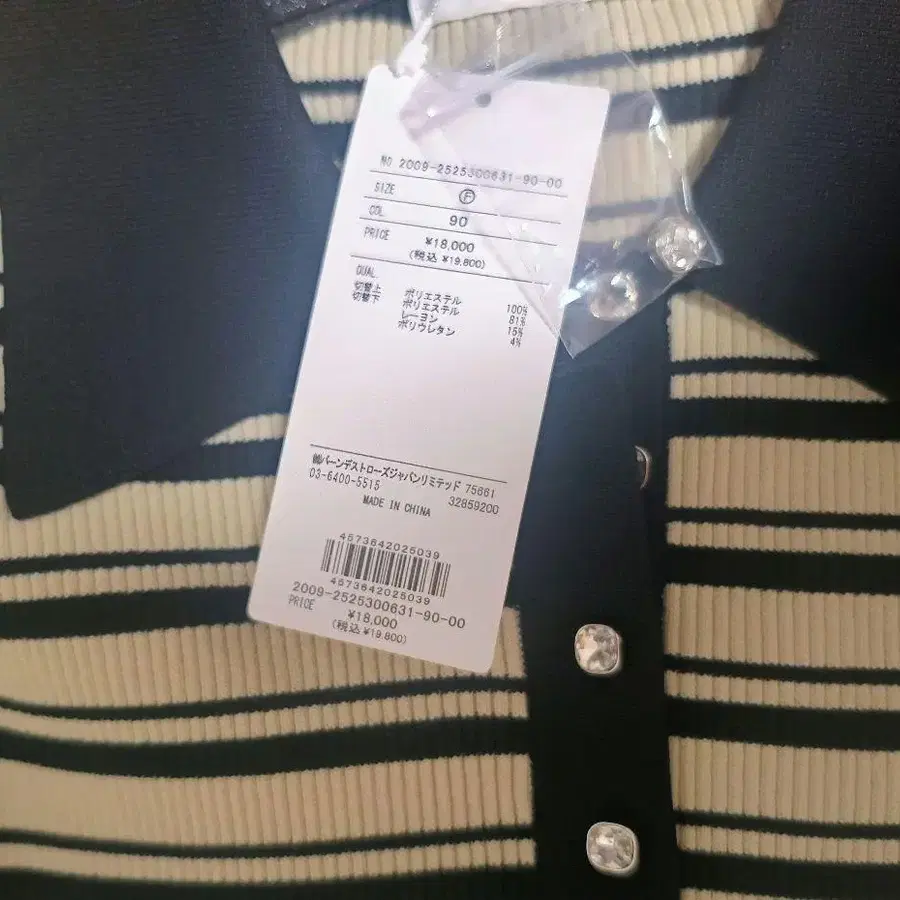 NO 2009-2525300631-90-00
SIZE Ⓕ
COL. 90
PRICE ¥18,000
(税込 ¥19,800)
QUAL.
切替上 ポリエステル 100%
切替下 ポリエステル 81%
レーヨン 15%
ポリウレタン 4%
㈱バーンデストローズジャパンリミテッド 75661
03-6400-5515 32859200
MADE IN CHINA
4573642025039
4573642025039
2009-2525300631-90-00
PRICE ¥18,000
(税込 ¥19,800)